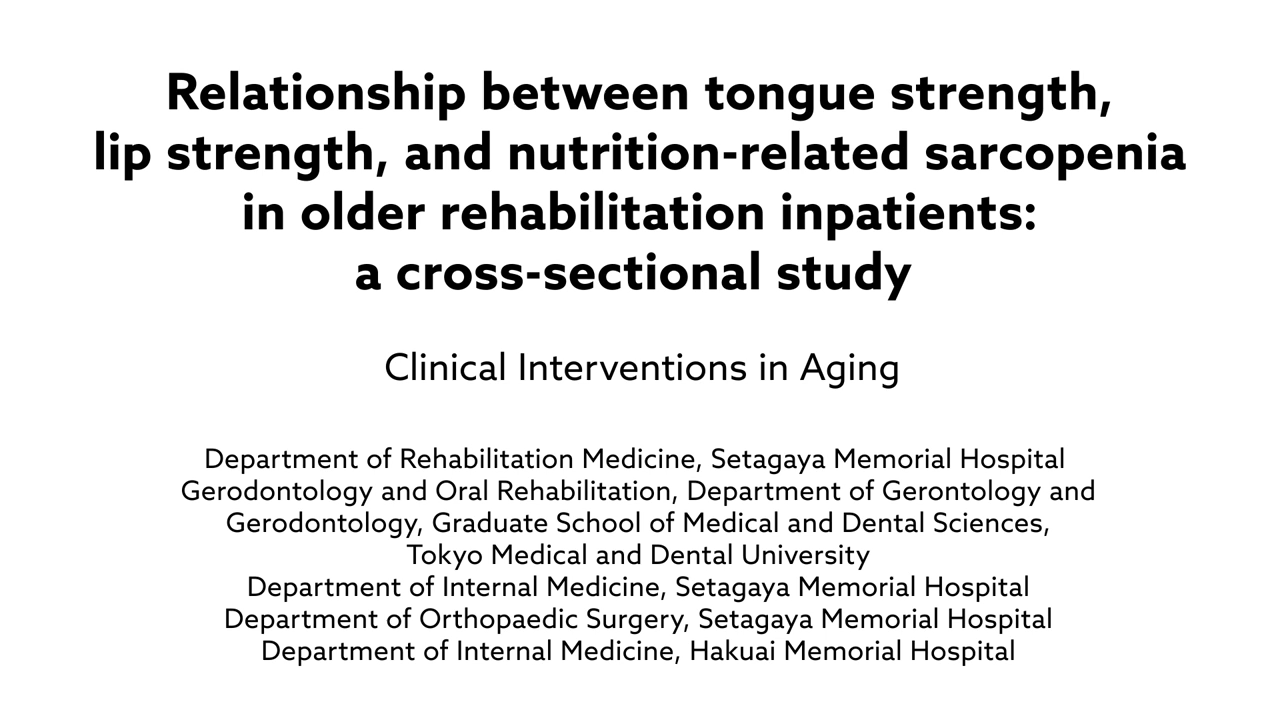 Relationship between tongue strength,
lip strength, and nutrition-related sarcopenia
in older rehabilitation inpatients:
a cross-sectional study
Clinical Interventions in Aging
Department of Rehabilitation Medicine, Setagaya Memorial Hospital
Gerodontology and Oral Rehabilitation, Department of Gerontology and
Gerodontology, Graduate School of Medical and Dental Sciences,
Tokyo Medical and Dental University
Department of Internal Medicine, Setagaya Memorial Hospital
Department of Orthopaedic Surgery, Setagaya Memorial Hospital
Department of Internal Medicine, Hakuai Memorial Hospital